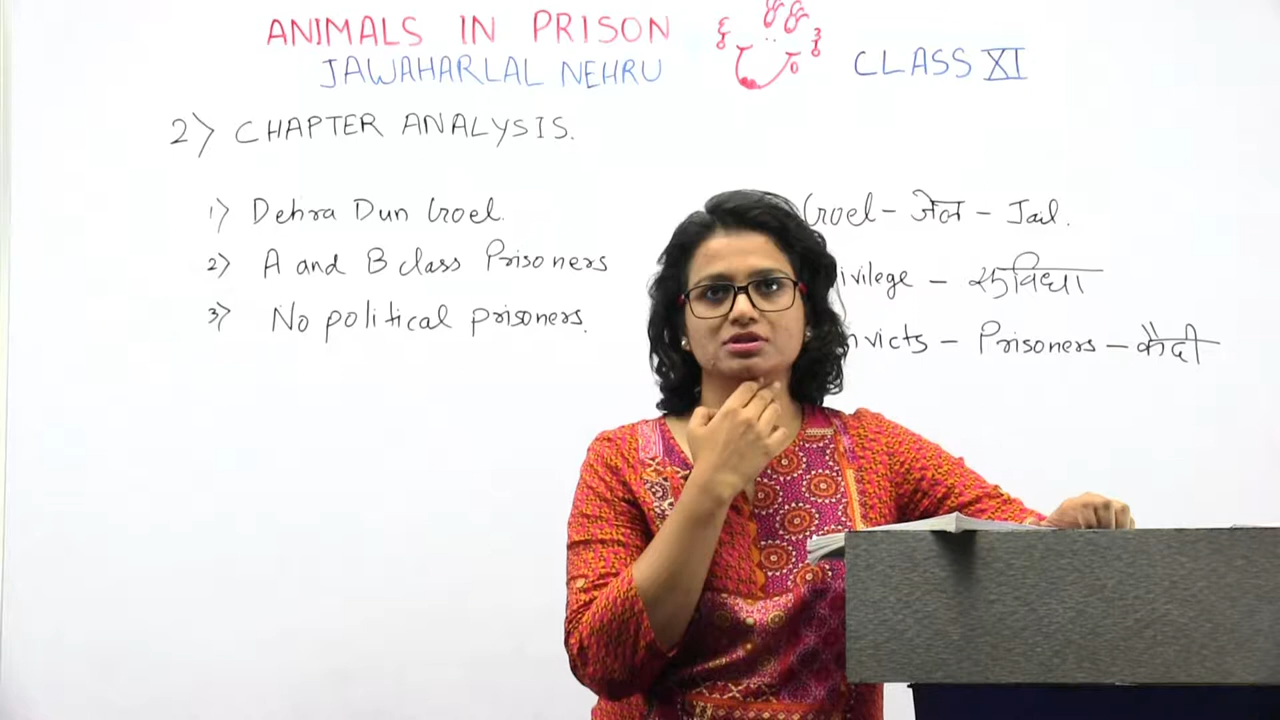 ANIMALS IN PRISON
JAWAHARLAL NEHRU
CLASS XI
2) CHAPTER ANALYSIS.
1) Dehra Dun Goel.
2) A and B class Prisoners
3) No political prisoners.
Goel - जेल - Jail.
ivilege - सुविधा
nvicts - Prisoners - कैदी